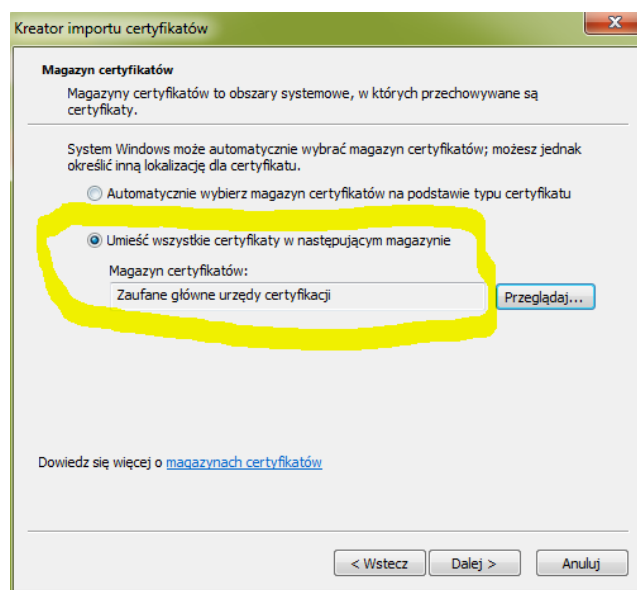 Kreator importu certyfikatów
Magazyn certyfikatów
Magazyny certyfikatów to obszary systemowe, w których przechowywane są
certyfikaty.
System Windows może automatycznie wybrać magazyn certyfikatów; możesz jednak
określić inną lokalizację dla certyfikatu.
Automatycznie wybierz magazyn certyfikatów na podstawie typu certyfikatu
Umieść wszystkie certyfikaty w następującym magazynie
Magazyn certyfikatów:
Zaufane główne urzędy certyfikacji
Przeglądaj...
Dowiedz się więcej o magazynach certyfikatów
< Wstecz Dalej > Anuluj